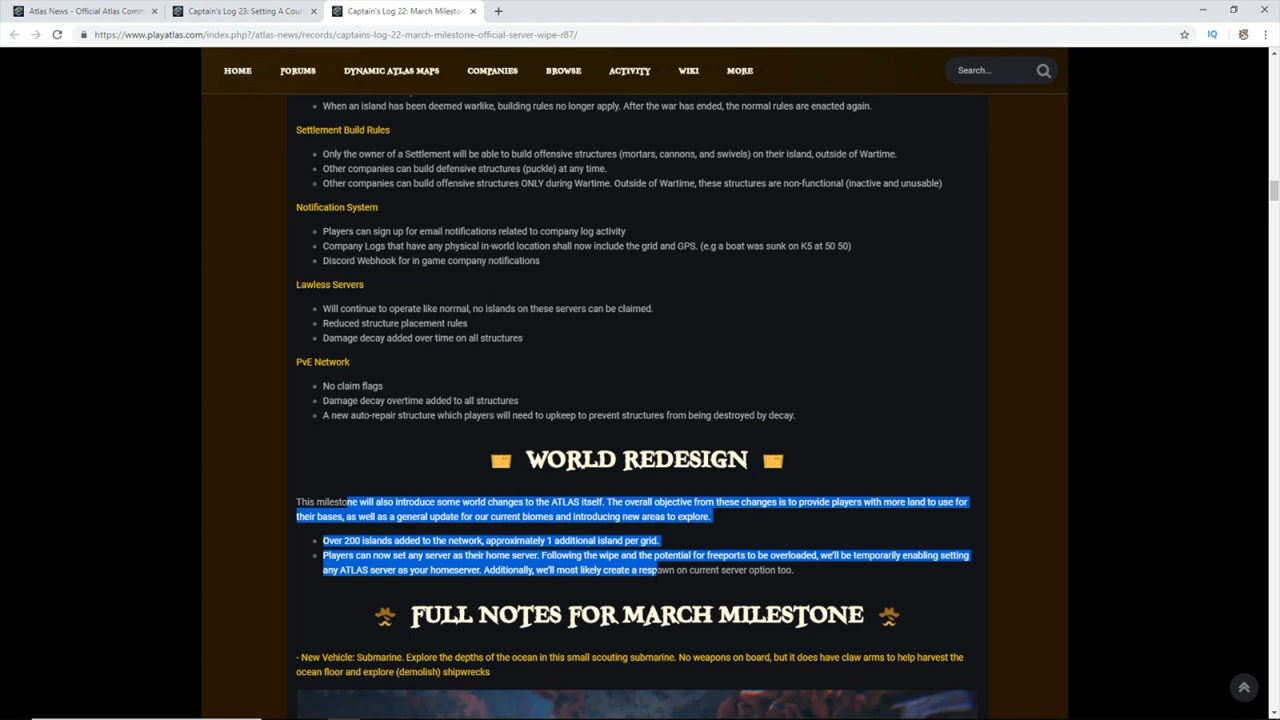 Atlas News - Official Atlas Com
Captain's Log 23: Setting A Cour
Captain's Log 22: March Mileston
https://www.playatlas.com/index.php?/atlas-news/records/captains-log-22-march-milestone-official-server-wipe-r87/
IQ
HOME FORUMS DYNAMIC ATLAS MAPS COMPANIES BROWSE ACTIVITY WIKI MORE Search...
When an island has been deemed warlike, building rules no longer apply. After the war has ended, the normal rules are enacted again.
Settlement Build Rules
Only the owner of a Settlement will be able to build offensive structures (mortars, cannons, and swivels) on their island, outside of Wartime.
Other companies can build defensive structures (puckle) at any time.
Other companies can build offensive structures ONLY during Wartime. Outside of Wartime, these structures are non-functional (inactive and unusable)
Notification System
Players can sign up for email notifications related to company log activity
Company Logs that have any physical in-world location shall now include the grid and GPS. (e.g a boat was sunk on K5 at 50 50)
Discord Webhook for in game company notifications
Lawless Servers
Will continue to operate like normal, no islands on these servers can be claimed.
Reduced structure placement rules
Damage decay added over time on all structures
PvE Network
No claim flags
Damage decay overtime added to all structures
A new auto-repair structure which players will need to upkeep to prevent structures from being destroyed by decay.
WORLD REDESIGN
This milestone will also introduce some world changes to the ATLAS itself. The overall objective from these changes is to provide players with more land to use for
their bases, as well as a general update for our current biomes and introducing new areas to explore.
Over 200 islands added to the network, approximately 1 additional island per grid.
Players can now set any server as their home server. Following the wipe and the potential for freeports to be overloaded, we'll be temporarily enabling setting
any ATLAS server as your homeserver. Additionally, we'll most likely create a respawn on current server option too.
FULL NOTES FOR MARCH MILESTONE
- New Vehicle: Submarine. Explore the depths of the ocean in this small scouting submarine. No weapons on board, but it does have claw arms to help harvest the
ocean floor and explore (demolish) shipwrecks